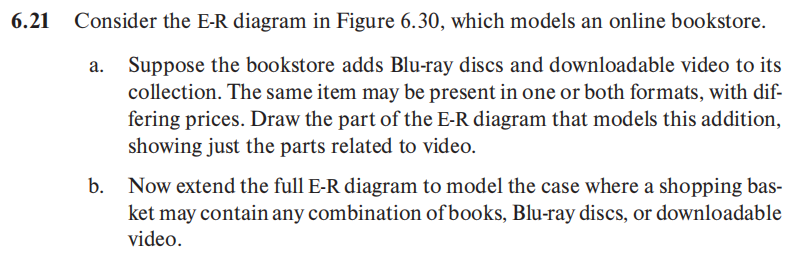 6.21 Consider the E-R diagram in Figure 6.30, which models an online bookstore.
a. Suppose the bookstore adds Blu-ray discs and downloadable video to its
collection. The same item may be present in one or both formats, with dif-
fering prices. Draw the part of the E-R diagram that models this addition,
showing just the parts related to video.
b. Now extend the full E-R diagram to model the case where a shopping bas-
ket may contain any combination of books, Blu-ray discs, or downloadable
video.